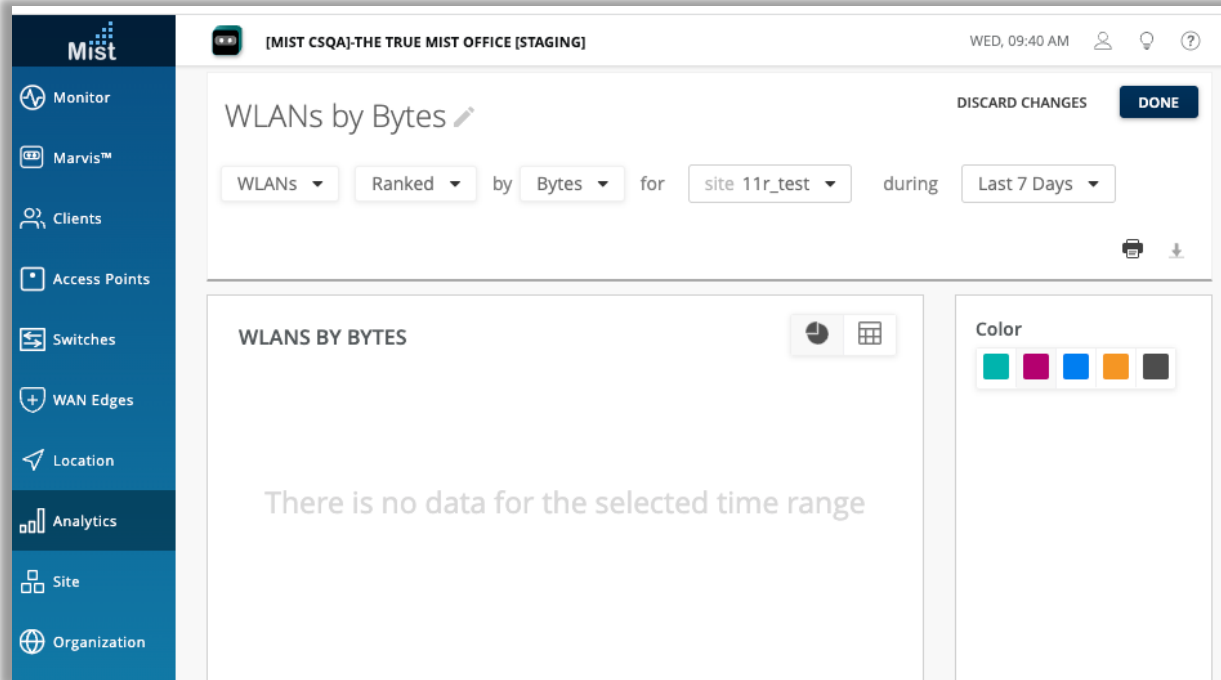 Mist
[MIST CSQA]-THE TRUE MIST OFFICE [STAGING]
WED, 09:40 AM
?
Monitor
Marvis™
Clients
Access Points
Switches
WAN Edges
Location
Analytics
Site
Organization
WLANs by Bytes
DISCARD CHANGES
DONE
WLANs Ranked by Bytes for site 11r_test during Last 7 Days
WLANS BY BYTES
There is no data for the selected time range
Color